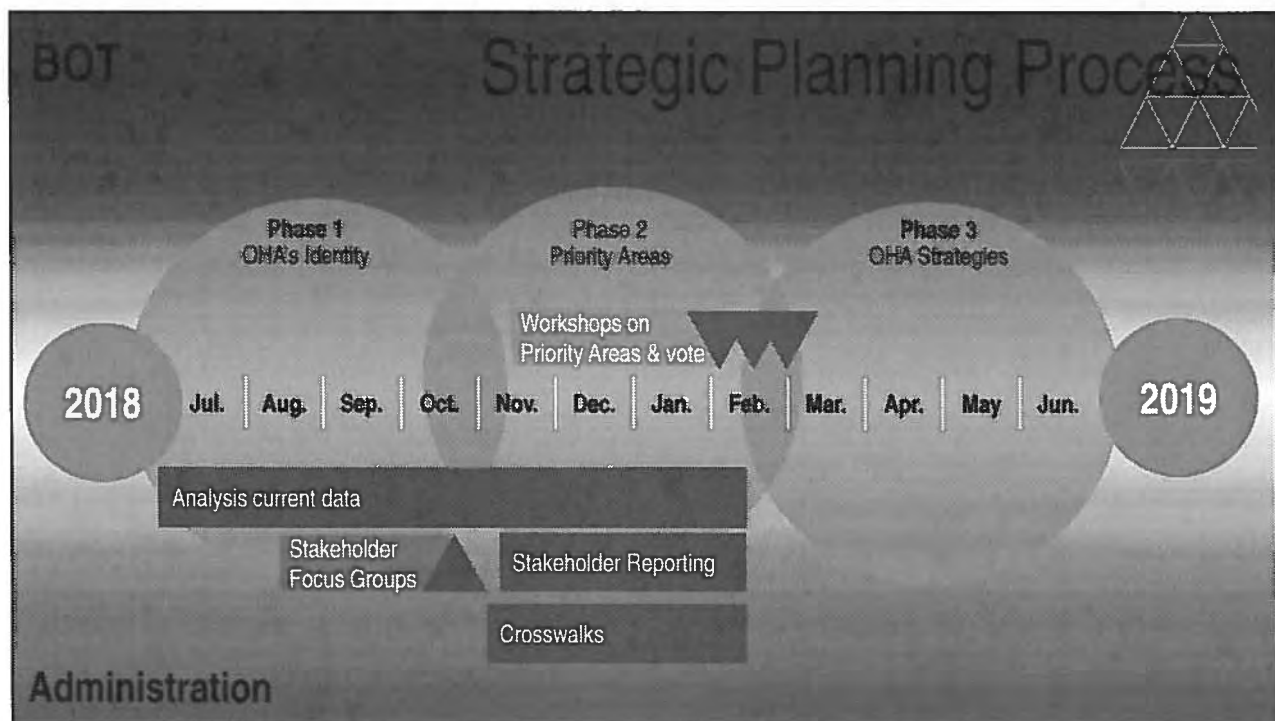 BOT
Strategic Planning Process
Phase 1
OHA's Identity
Phase 2
Priority Areas
Phase 3
OHA Strategies
Workshops on
Priority Areas & vote
2018
Jul.
Aug.
Sep.
Oct.
Nov.
Dec.
Jan.
Feb.
Mar.
Apr.
May
Jun.
2019
Analysis current data
Stakeholder
Focus Groups
Stakeholder Reporting
Crosswalks
Administration